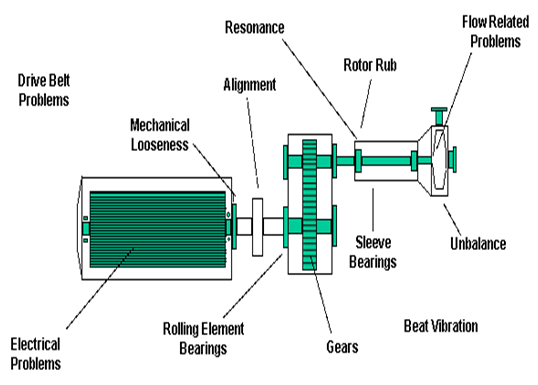 Flow Related
Problems
Resonance
Rotor Rub
Drive Belt
Problems
Alignment
Mechanical
Looseness
Unbalance
Sleeve
Bearings
Rolling Element
Bearings
Gears
Beat Vibration
Electrical
Problems